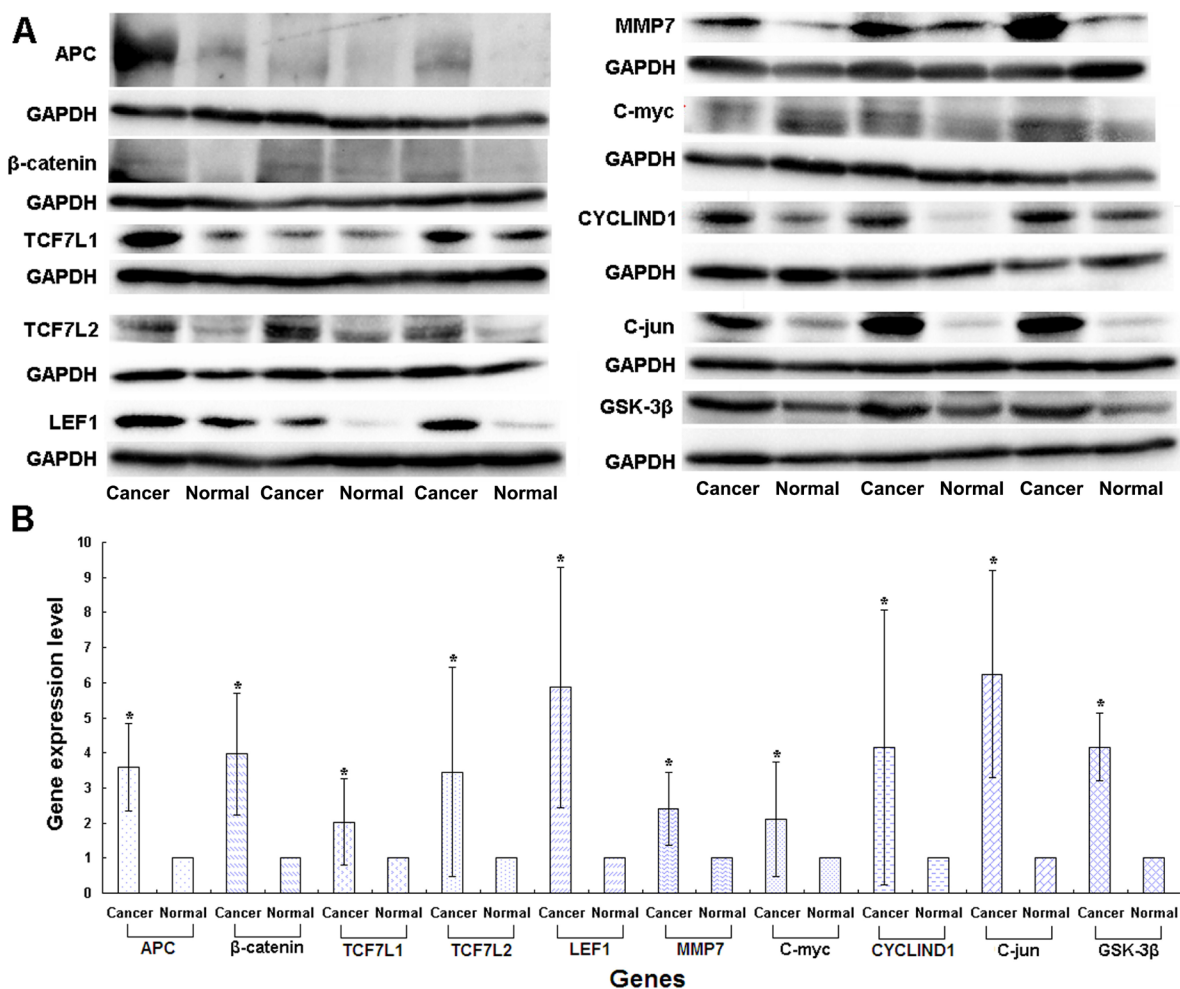 A
APC
GAPDH
β-catenin
GAPDH
TCF7L1
GAPDH
TCF7L2
GAPDH
LEF1
GAPDH
Cancer Normal Cancer Normal Cancer Normal
MMP7
GAPDH
C-myc
GAPDH
CYCLIND1
GAPDH
C-jun
GAPDH
GSK-3β
GAPDH
Cancer Normal Cancer Normal Cancer Normal
B
Gene expression level
10
9
8
7
6
5
4
3
2
1
0
* * * * * * * * * *
Cancer Normal Cancer Normal Cancer Normal Cancer Normal Cancer Normal Cancer Normal Cancer Normal Cancer Normal Cancer Normal Cancer Normal
APC β-catenin TCF7L1 TCF7L2 LEF1 MMP7 C-myc CYCLIND1 C-jun GSK-3β
Genes